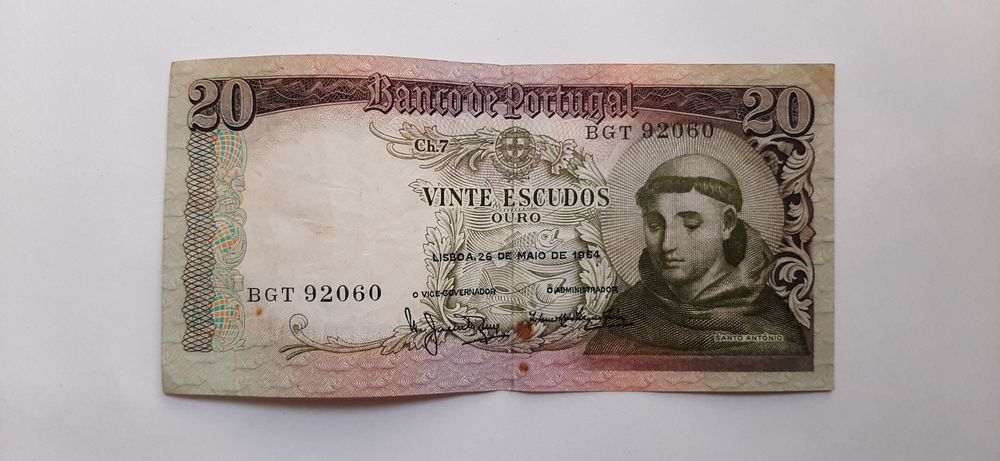 20 Banco de Portugal 20
BGT 92060
Ch.7
VINTE ESCUDOS
OURO
LISBOA, 26 DE MAIO DE 1964
BGT 92060
O VICE-GOVERNADOR O ADMINISTRADOR
SANTO ANTÓNIO